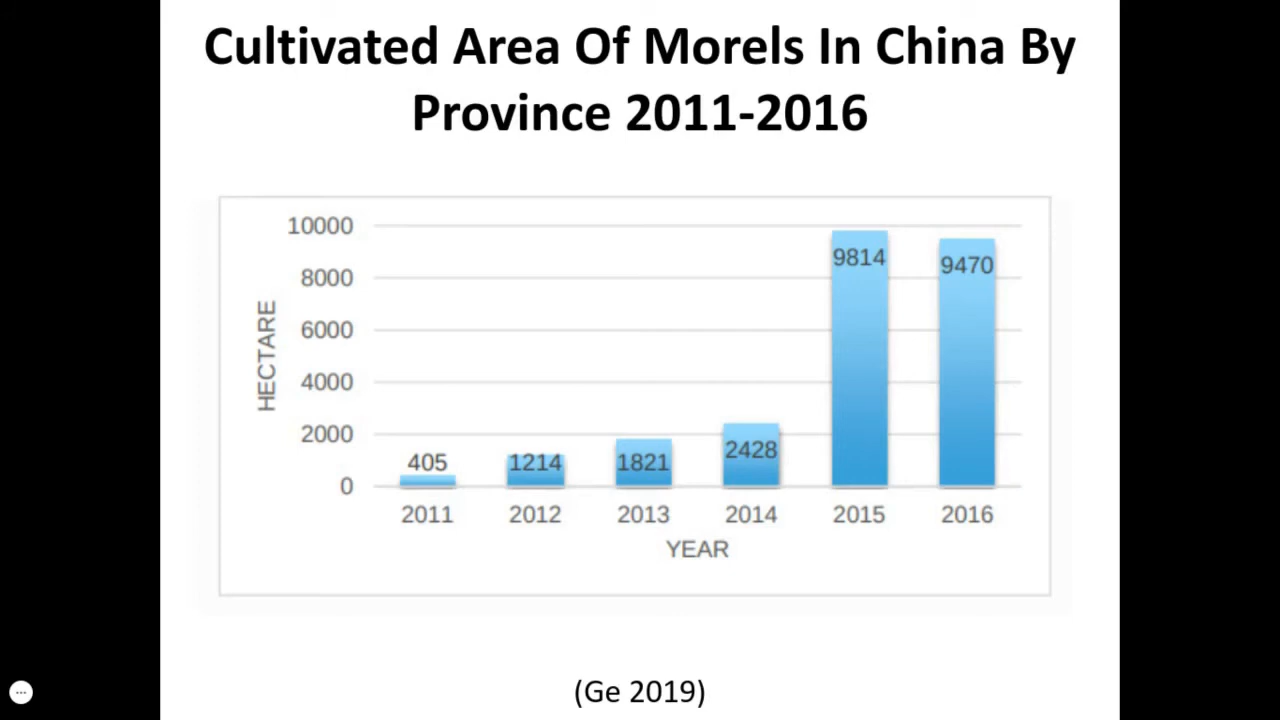 Cultivated Area Of Morels In China By
Province 2011-2016
10000
8000
6000
4000
2000
0
HECTARE
405
1214
1821
2428
9814
9470
2011 2012 2013 2014 2015 2016
YEAR
(Ge 2019)